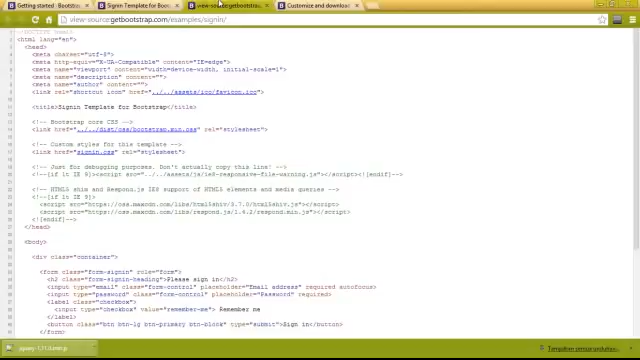 Getting started · Bootstr
Signin Template for Boots
view-source:getbootstrap.
Customize and download
view-source:getbootstrap.com/examples/signin/
<!DOCTYPE html>
<html lang="en">
<head>
<meta charset="utf-8">
<meta http-equiv="X-UA-Compatible" content="IE=edge">
<meta name="viewport" content="width=device-width, initial-scale=1">
<meta name="description" content="">
<meta name="author" content="">
<link rel="shortcut icon" href="../../assets/ico/favicon.ico">
<title>Signin Template for Bootstrap</title>
<!-- Bootstrap core CSS -->
<link href="../../dist/css/bootstrap.min.css" rel="stylesheet">
<!-- Custom styles for this template -->
<link href="signin.css" rel="stylesheet">
<!-- Just for debugging purposes. Don't actually copy this line! -->
<!--[if lt IE 9]><script src="../../assets/js/ie8-responsive-file-warning.js"></script><![endif]-->
<!-- HTML5 shim and Respond.js IE8 support of HTML5 elements and media queries -->
<!--[if lt IE 9]>
<script src="https://oss.maxcdn.com/libs/html5shiv/3.7.0/html5shiv.js"></script>
<script src="https://oss.maxcdn.com/libs/respond.js/1.4.2/respond.min.js"></script>
<![endif]-->
</head>
<body>
<div class="container">
<form class="form-signin" role="form">
<h2 class="form-signin-heading">Please sign in</h2>
<input type="email" class="form-control" placeholder="Email address" required autofocus>
<input type="password" class="form-control" placeholder="Password" required>
<label class="checkbox">
<input type="checkbox" value="remember-me"> Remember me
</label>
<button class="btn btn-lg btn-primary btn-block" type="submit">Sign in</button>
</form>